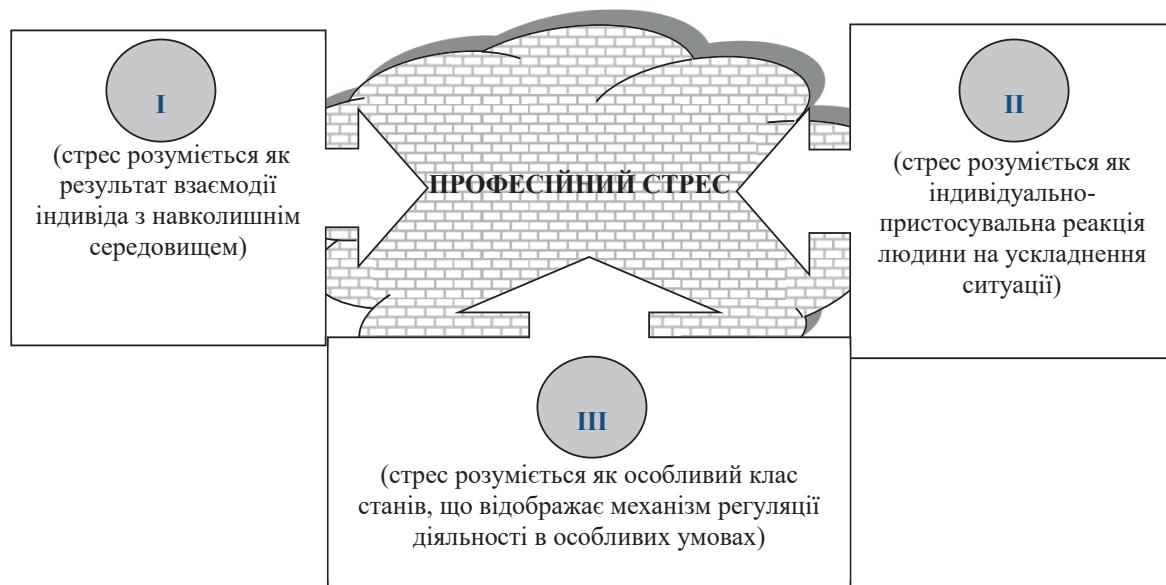 I
(стрес розуміється як
результат взаємодії
індивіда з навколишнім
середовищем)
ПРОФЕСІЙНИЙ СТРЕС
II
(стрес розуміється як
індивідуально-
пристосувальна реакція
людини на ускладнення
ситуації)
III
(стрес розуміється як особливий клас
станів, що відображає механізм регуляції
діяльності в особливих умовах)